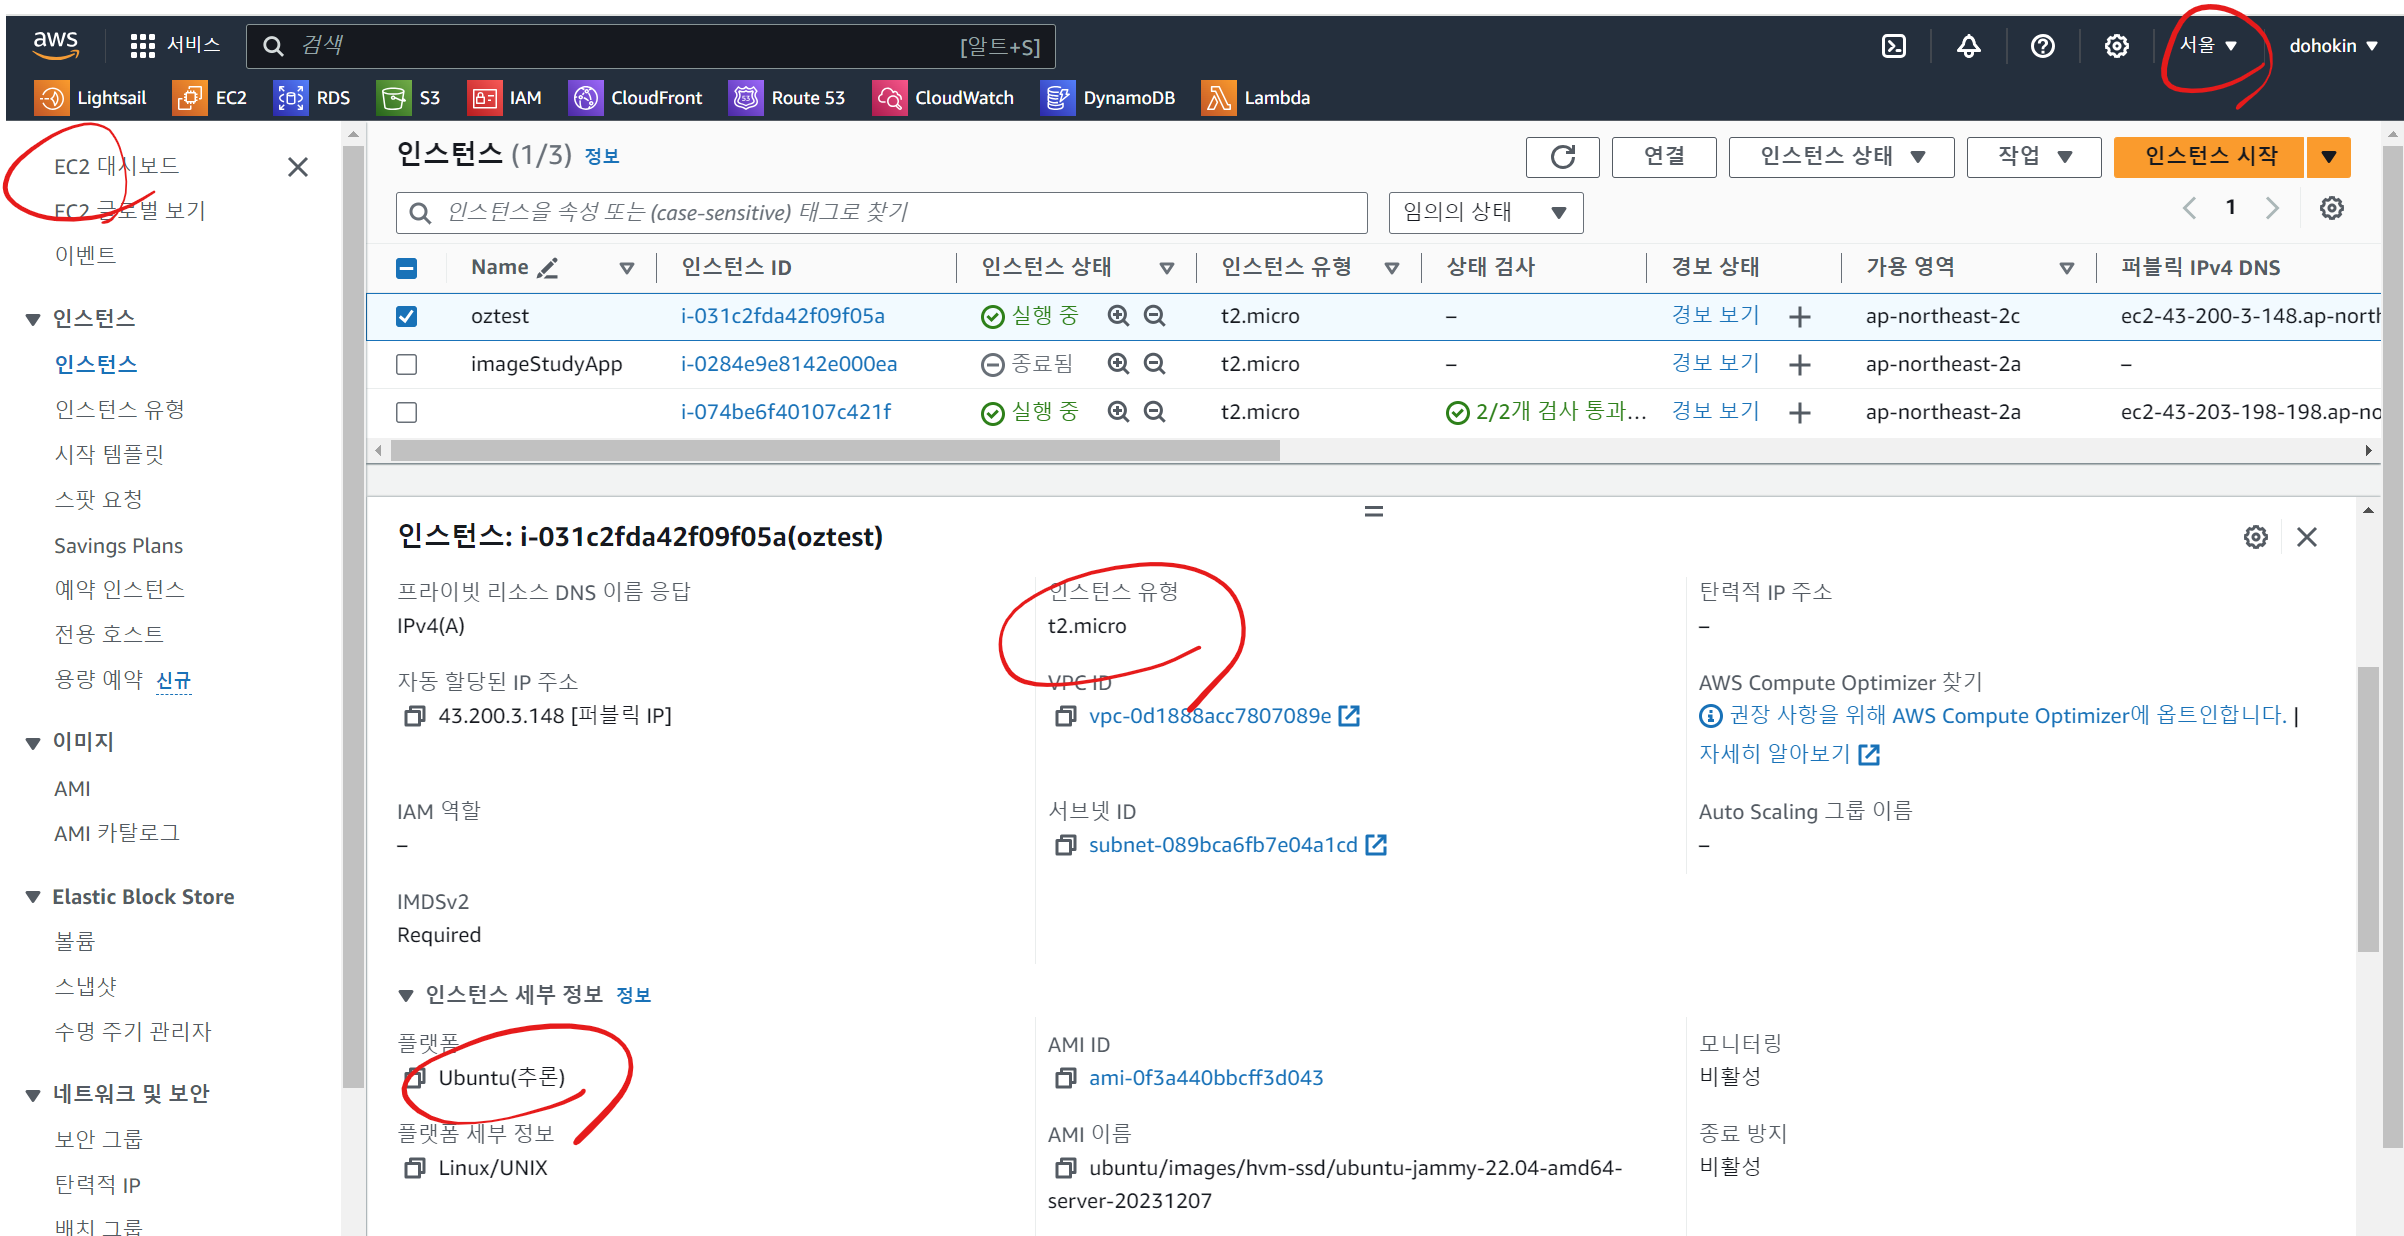 aws 서비스 검색 [알트+S] 서울 dohokin
Lightsail EC2 RDS S3 IAM CloudFront Route 53 CloudWatch DynamoDB Lambda
EC2 대시보드
EC2 글로벌 보기
이벤트
인스턴스
인스턴스
인스턴스 유형
시작 템플릿
스팟 요청
Savings Plans
예약 인스턴스
전용 호스트
용량 예약 신규
이미지
AMI
AMI 카탈로그
Elastic Block Store
볼륨
스냅샷
수명 주기 관리자
네트워크 및 보안
보안 그룹
탄력적 IP
배치 그룹
인스턴스 (1/3) 정보 연결 인스턴스 상태 작업 인스턴스 시작
인스턴스을 속성 또는 (case-sensitive) 태그로 찾기 임의의 상태 1
Name 인스턴스 ID 인스턴스 상태 인스턴스 유형 상태 검사 경보 상태 가용 영역 퍼블릭 IPv4 DNS
oztest i-031c2fda42f09f05a 실행 중 t2.micro – 경보 보기 ap-northeast-2c ec2-43-200-3-148.ap-north
imageStudyApp i-0284e9e8142e000ea 종료됨 t2.micro – 경보 보기 ap-northeast-2a –
i-074be6f40107c421f 실행 중 t2.micro 2/2개 검사 통과... 경보 보기 ap-northeast-2a ec2-43-203-198-198.ap-no
인스턴스: i-031c2fda42f09f05a(oztest)
프라이빗 리소스 DNS 이름 응답 인스턴스 유형 탄력적 IP 주소
IPv4(A) t2.micro –
자동 할당된 IP 주소 VPC ID AWS Compute Optimizer 찾기
43.200.3.148 [퍼블릭 IP] vpc-0d1888acc7807089e 권장 사항을 위해 AWS Compute Optimizer에 옵트인합니다. |
자세히 알아보기
IAM 역할 서브넷 ID Auto Scaling 그룹 이름
– subnet-089bca6fb7e04a1cd –
IMDSv2
Required
인스턴스 세부 정보 정보
플랫폼 AMI ID 모니터링
Ubuntu(추론) ami-0f3a440bbcff3d043 비활성
플랫폼 세부 정보 AMI 이름 종료 방지
Linux/UNIX ubuntu/images/hvm-ssd/ubuntu-jammy-22.04-amd64- 비활성
server-20231207